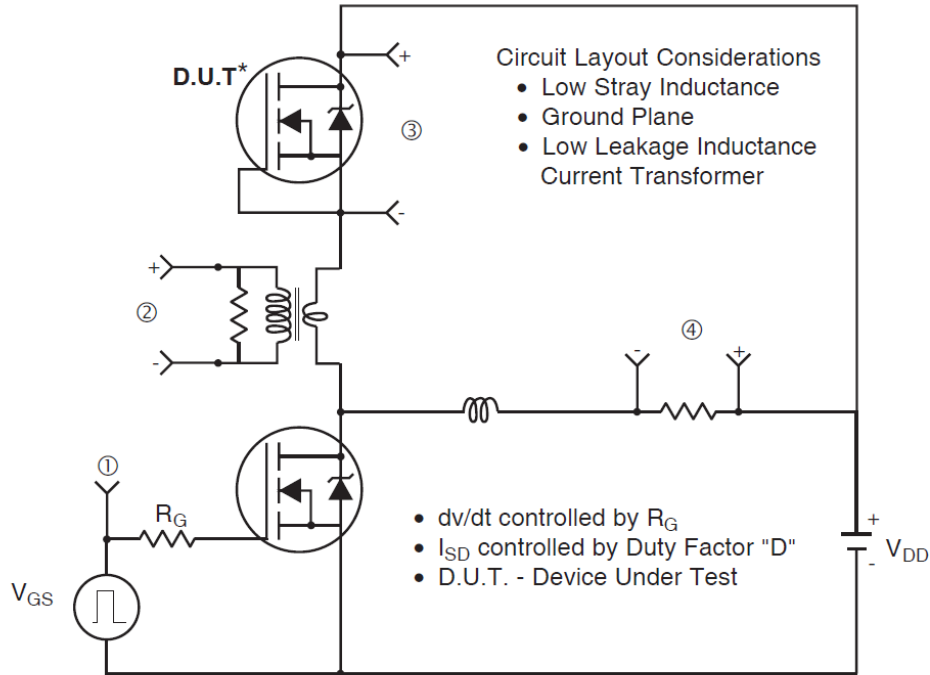 D.U.T*
+
③
-
Circuit Layout Considerations
• Low Stray Inductance
• Ground Plane
• Low Leakage Inductance
Current Transformer
+
②
-
④
-
+
①
R_G
V_GS
• dv/dt controlled by R_G
• I_SD controlled by Duty Factor "D"
• D.U.T. - Device Under Test
+
V_DD
-